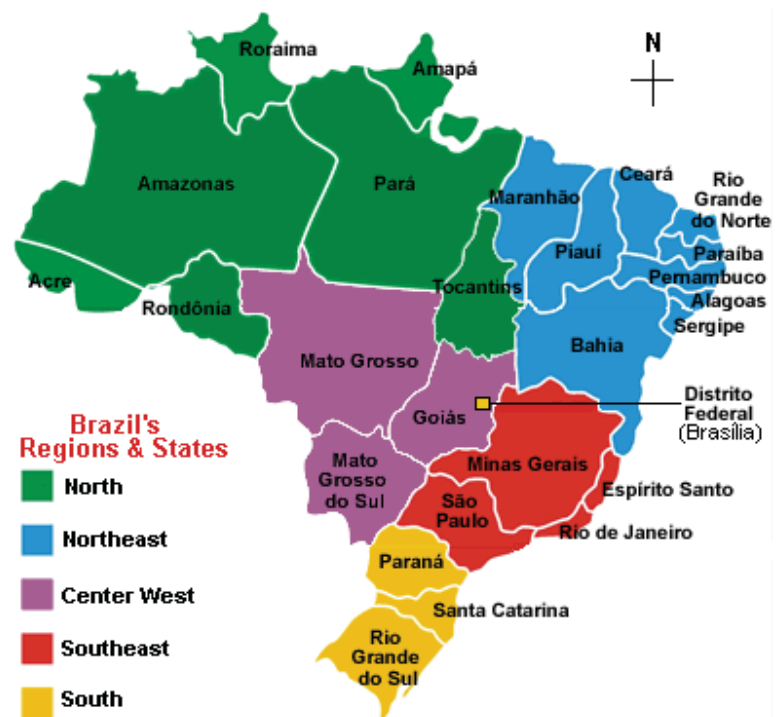 N
Roraima
Amapá
Amazonas
Pará
Maranhão
Ceará
Rio
Grande
do Norte
Piauí
Paraíba
Pernambuco
Alagoas
Sergipe
Acre
Rondônia
Tocantins
Bahia
Mato Grosso
Goiás
Distrito
Federal
(Brasília)
Mato
Grosso
do Sul
Minas Gerais
Espírito Santo
São
Paulo
Rio de Janeiro
Paraná
Santa Catarina
Rio
Grande
do Sul
Brazil's
Regions & States
North
Northeast
Center West
Southeast
South